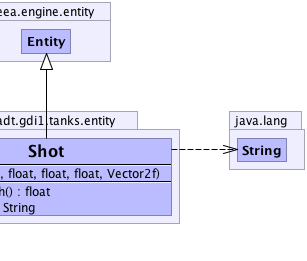 eea.engine.entity
Entity
adt.gdi1.tanks.entity
java.lang
Shot
String
, float, float, float, Vector2f)
h() : float
String